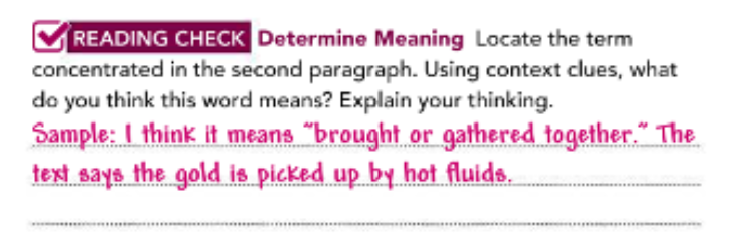 READING CHECK Determine Meaning Locate the term
concentrated in the second paragraph. Using context clues, what
do you think this word means? Explain your thinking.
Sample: I think it means "brought or gathered together." The
text says the gold is picked up by hot fluids.